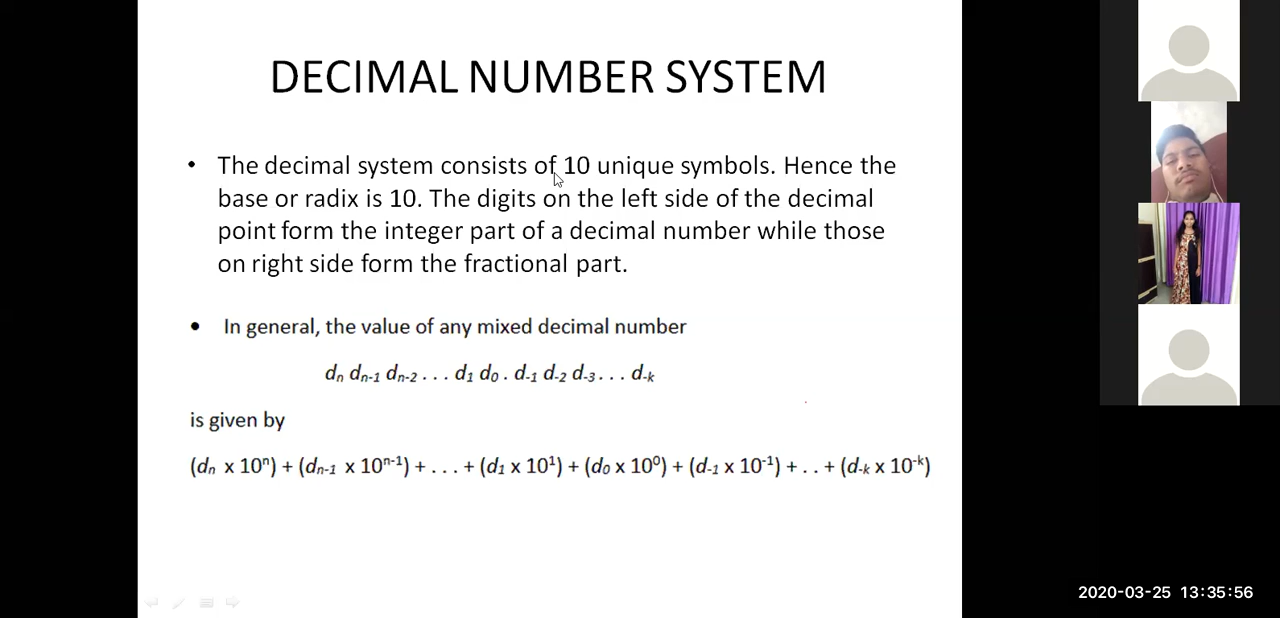 DECIMAL NUMBER SYSTEM
• The decimal system consists of 10 unique symbols. Hence the
base or radix is 10. The digits on the left side of the decimal
point form the integer part of a decimal number while those
on right side form the fractional part.
• In general, the value of any mixed decimal number
dₙ dₙ₋₁ dₙ₋₂ . . . d₁ d₀ . d₋₁ d₋₂ d₋₃ . . . d₋ₖ
is given by
(dₙ x 10ⁿ) + (dₙ₋₁ x 10ⁿ⁻¹) + . . . + (d₁ x 10¹) + (d₀ x 10⁰) + (d₋₁ x 10⁻¹) + . . + (d₋ₖ x 10⁻ᵏ)
2020-03-25 13:35:56